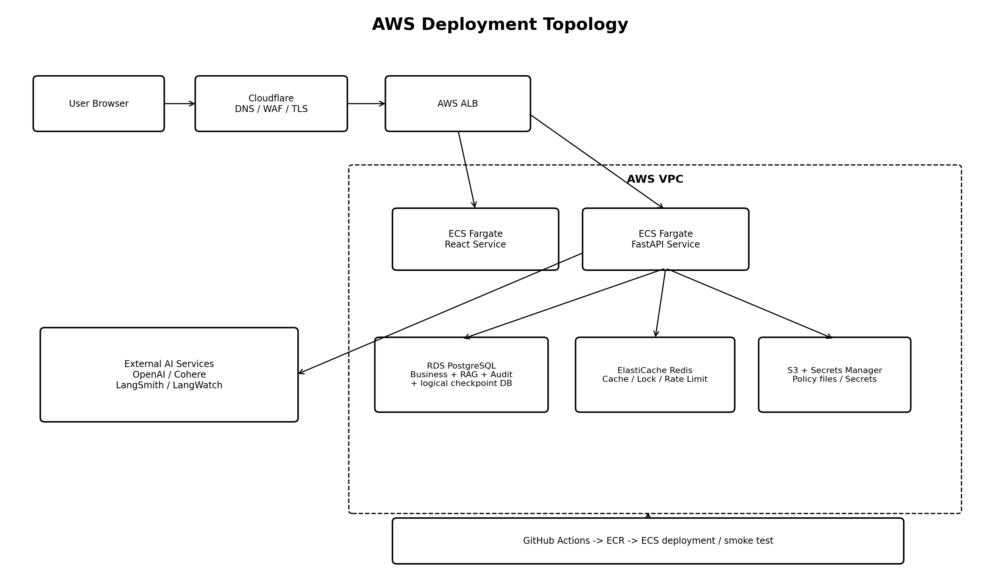 AWS Deployment Topology
User Browser
Cloudflare
DNS / WAF / TLS
AWS ALB
AWS VPC
ECS Fargate
React Service
ECS Fargate
FastAPI Service
External AI Services
OpenAI / Cohere
LangSmith / LangWatch
RDS PostgreSQL
Business + RAG + Audit
+ logical checkpoint DB
ElastiCache Redis
Cache / Lock / Rate Limit
S3 + Secrets Manager
Policy files / Secrets
GitHub Actions -> ECR -> ECS deployment / smoke test